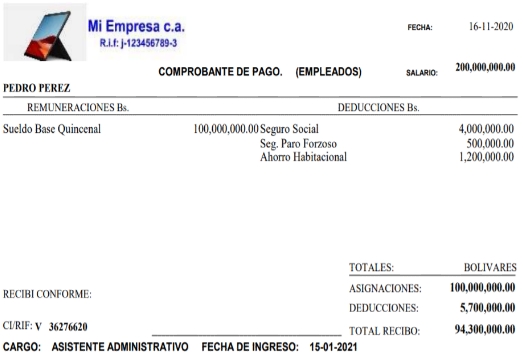 Mi Empresa c.a.
R.i.f: j-123456789-3
FECHA: 16-11-2020
COMPROBANTE DE PAGO. (EMPLEADOS) SALARIO: 200,000,000.00
PEDRO PEREZ
REMUNERACIONES Bs. DEDUCCIONES Bs.
Sueldo Base Quincenal 100,000,000.00 Seguro Social 4,000,000.00
Seg. Paro Forzoso 500,000.00
Ahorro Habitacional 1,200,000.00
TOTALES: BOLIVARES
ASIGNACIONES: 100,000,000.00
RECIBI CONFORME:
DEDUCCIONES: 5,700,000.00
CI/RIF: V 36276620
TOTAL RECIBO: 94,300,000.00
CARGO: ASISTENTE ADMINISTRATIVO FECHA DE INGRESO: 15-01-2021